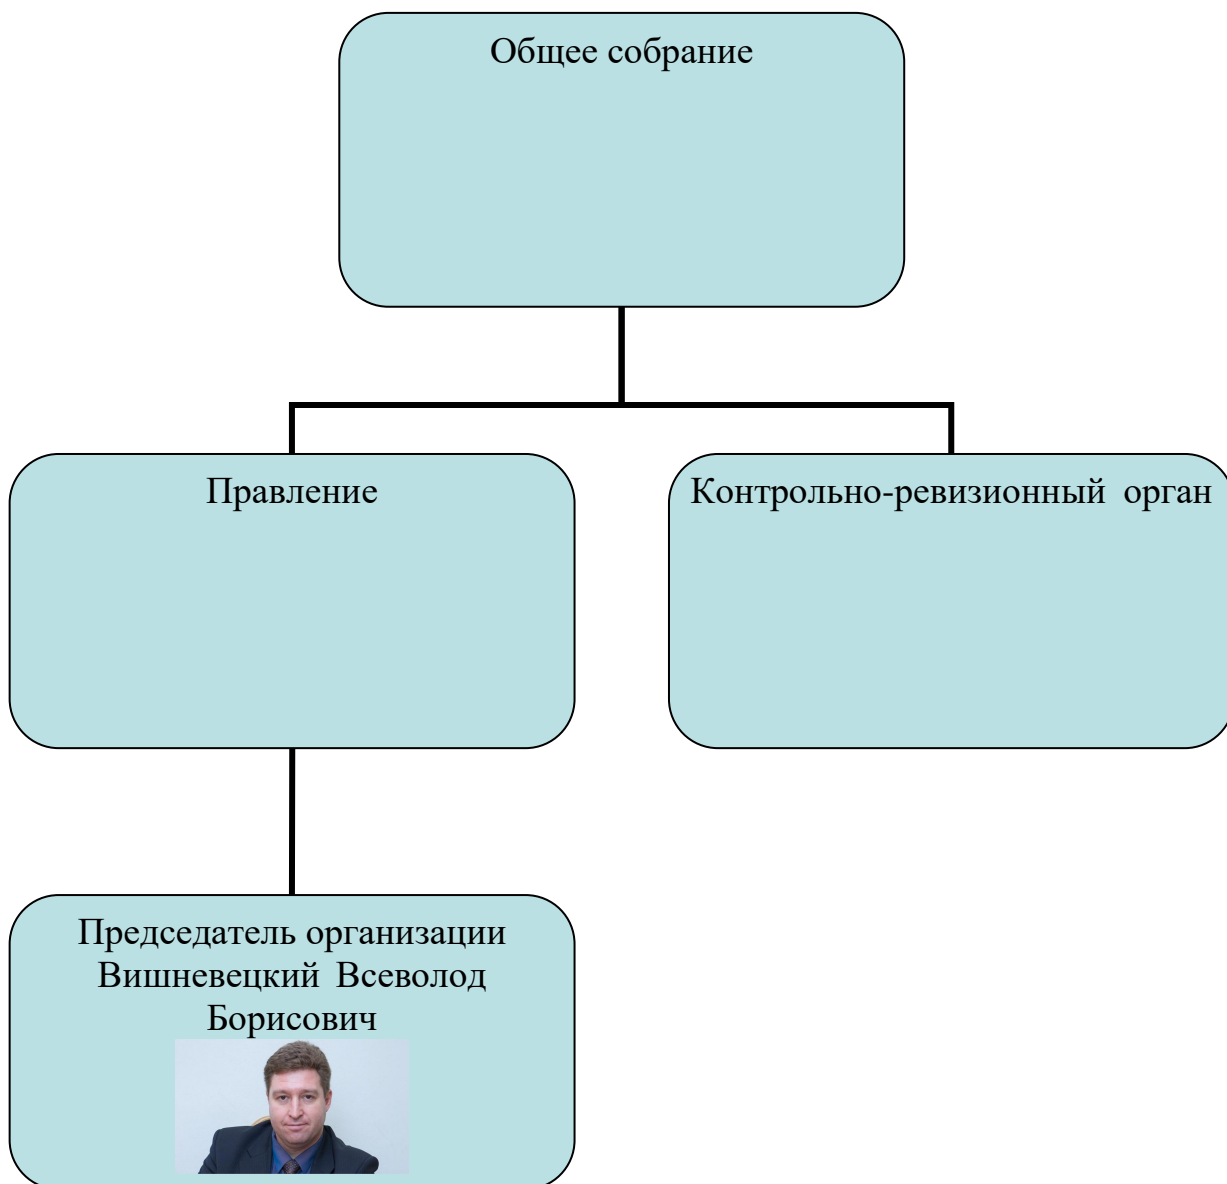 Общее собрание
Правление
Контрольно-ревизионный орган
Председатель организации
Вишневецкий Всеволод
Борисович